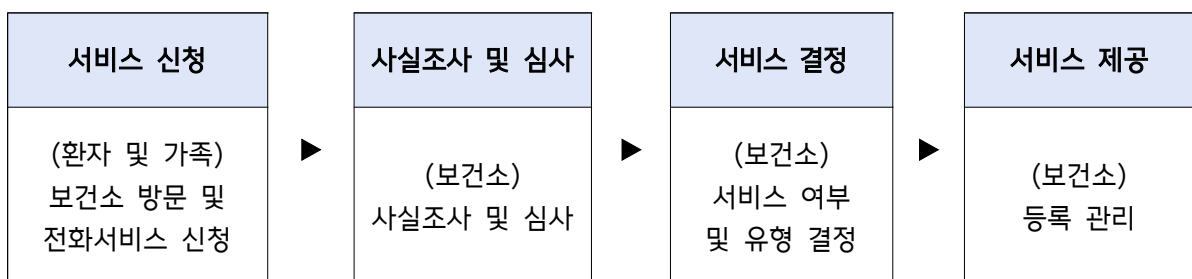 서비스 신청
(환자 및 가족)
보건소 방문 및
전화서비스 신청
▶
사실조사 및 심사
(보건소)
사실조사 및 심사
▶
서비스 결정
(보건소)
서비스 여부
및 유형 결정
▶
서비스 제공
(보건소)
등록 관리